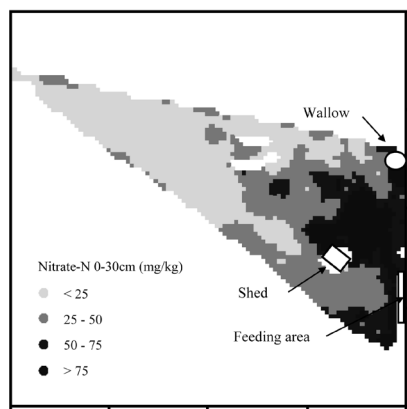 Wallow
Nitrate-N 0-30cm (mg/kg)
< 25
25 - 50
50 - 75
> 75
Shed
Feeding area